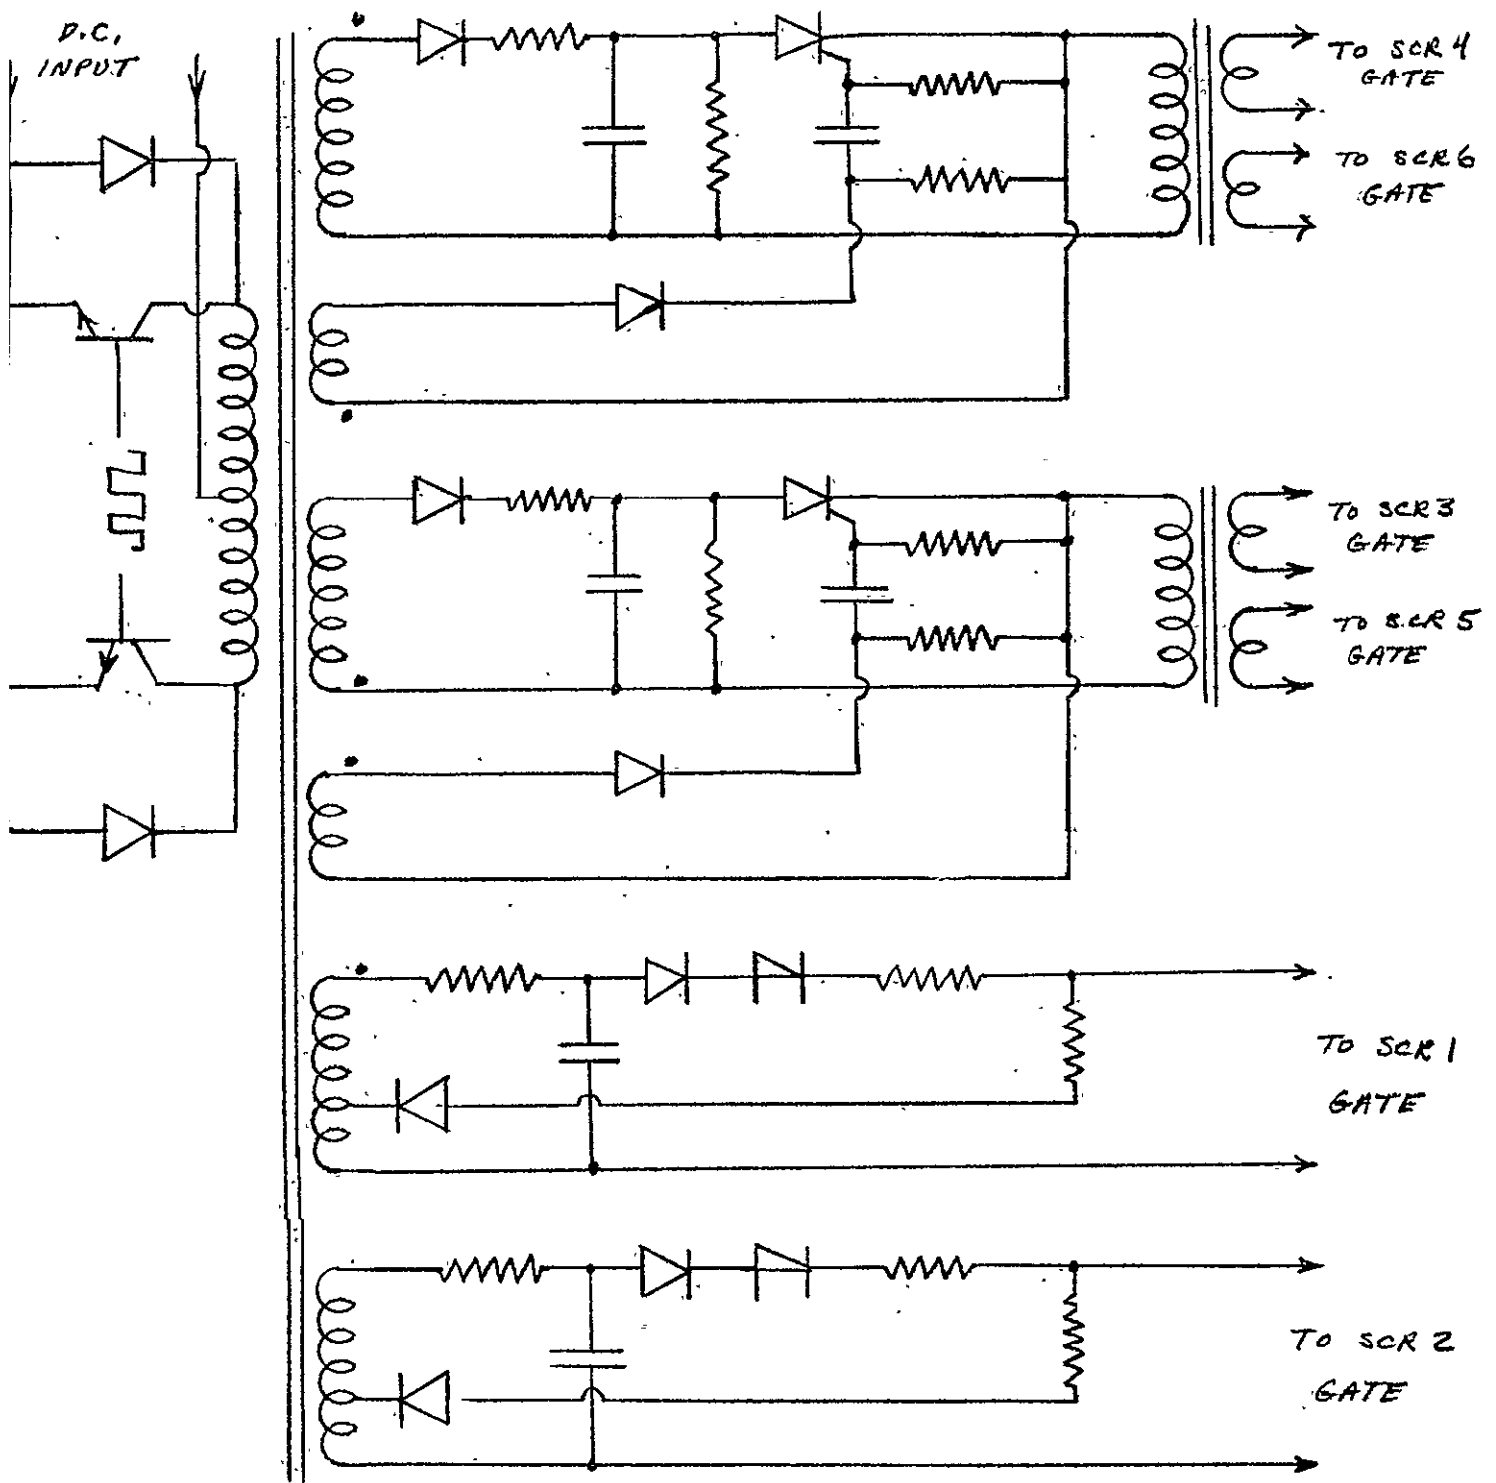 D.C.
INPUT
TO SCR 4
GATE
TO SCR 6
GATE
TO SCR 3
GATE
TO SCR 5
GATE
TO SCR 1
GATE
TO SCR 2
GATE